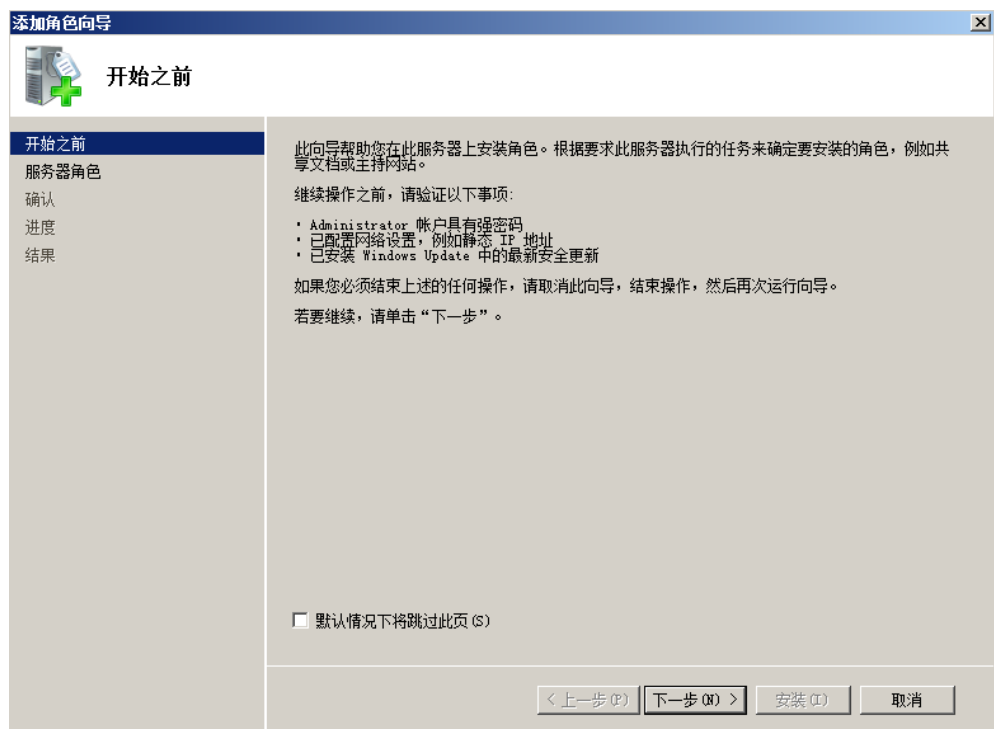 添加角色向导
开始之前
开始之前
服务器角色
确认
进度
结果
此向导帮助您在此服务器上安装角色。根据要求此服务器执行的任务来确定要安装的角色，例如共
享文档或主持网站。
继续操作之前，请验证以下事项:
· Administrator 帐户具有强密码
· 已配置网络设置，例如静态 IP 地址
· 已安装 Windows Update 中的最新安全更新
如果您必须结束上述的任何操作，请取消此向导，结束操作，然后再次运行向导。
若要继续，请单击“下一步”。
默认情况下将跳过此页(S)
< 上一步(P) 下一步(N) > 安装(I) 取消